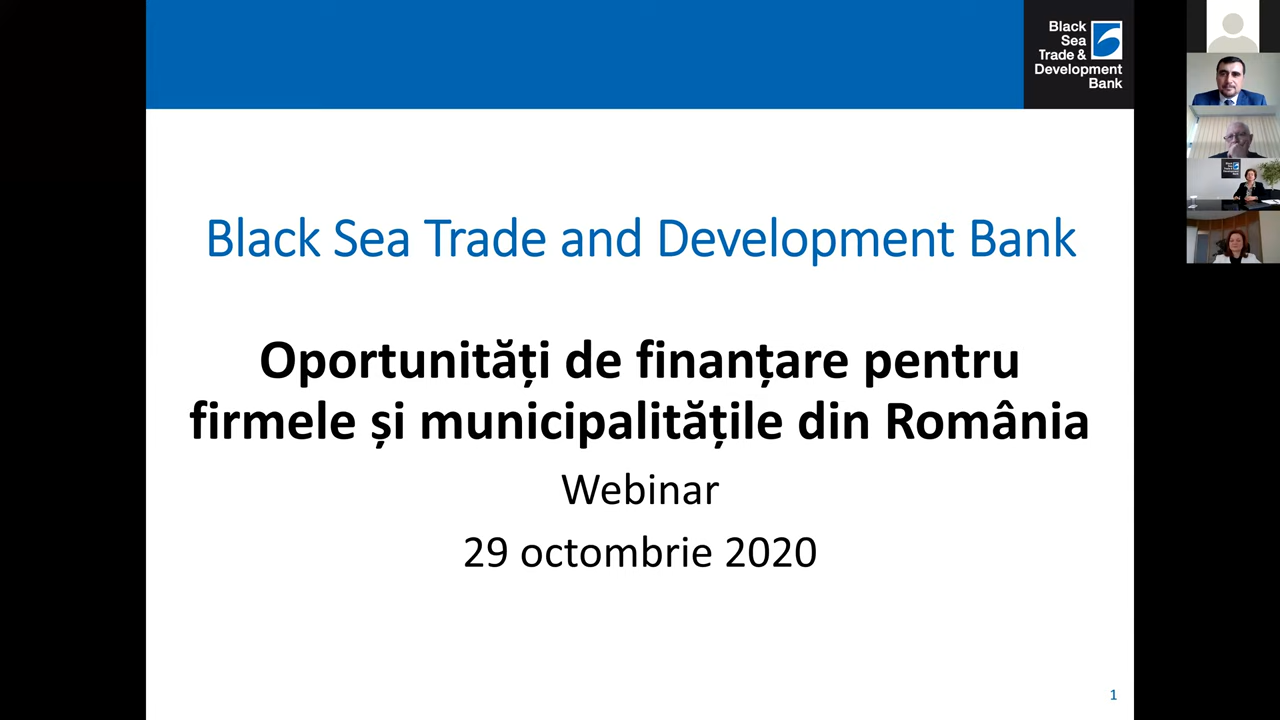 Black
Sea
Trade &
Development
Bank
Black Sea Trade and Development Bank
Oportunități de finanțare pentru
firmele și municipalitățile din România
Webinar
29 octombrie 2020
1